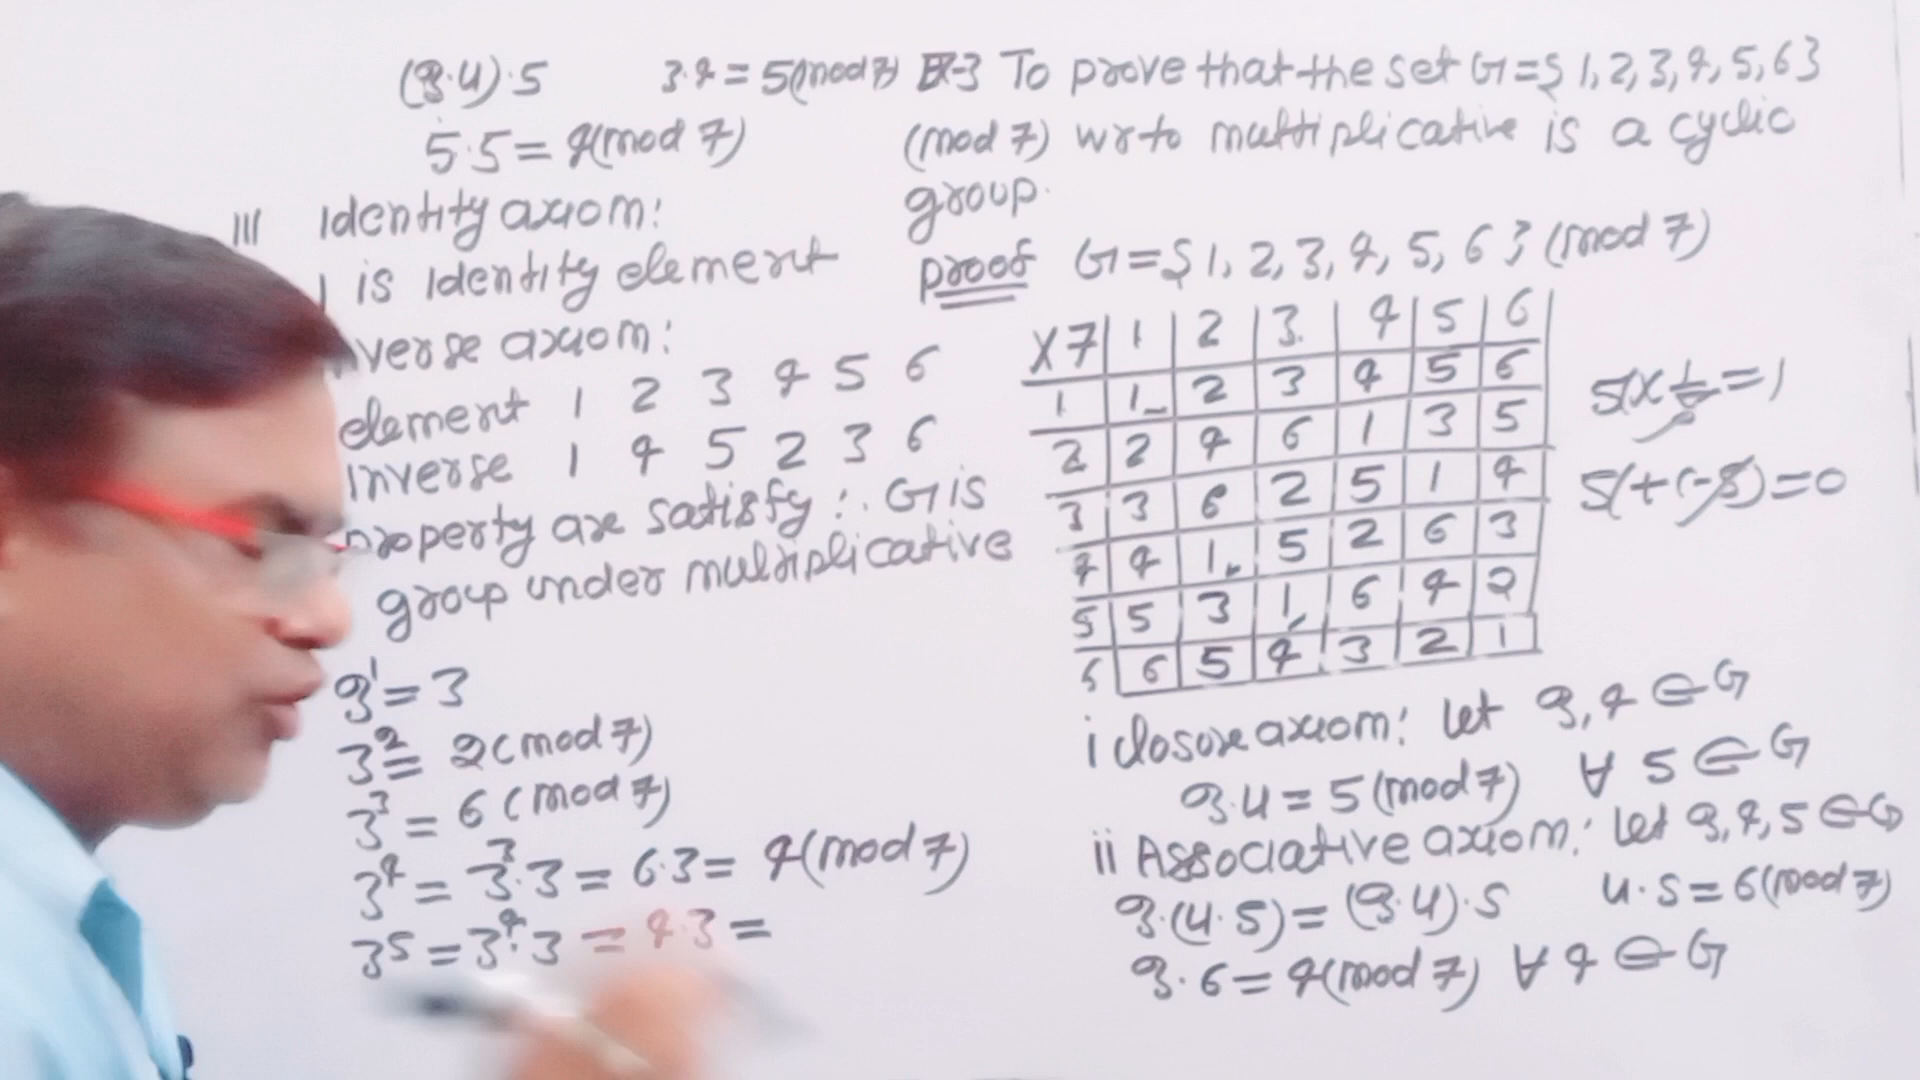 (3.4).5 3.4=5(mod 7)
5.5=4(mod 7)
III Identity axiom:
1 is Identity element
verse axiom:
element 1 2 3 4 5 6
Inverse 1 4 5 2 3 6
property are satisfy ∴ G is
group under multiplicative
3¹=3
3²=2(mod 7)
3³=6(mod 7)
3⁴=3³.3=6.3=4(mod 7)
3⁵=3⁴.3=4.3=
EX-3 To prove that the set G={1,2,3,4,5,6}
(mod 7) wrto multiplicative is a cyclic
group.
proof G={1,2,3,4,5,6}(mod 7)
X7 1 2 3 4 5 6
1 1 2 3 4 5 6
2 2 4 6 1 3 5
3 3 6 2 5 1 4
4 4 1 5 2 6 3
5 5 3 1 6 4 2
6 6 5 4 3 2 1
5+(-5)=0
i closure axiom: let 3,4 ∈ G
3.4=5(mod 7) ∀ 5 ∈ G
ii Associative axiom: let 3,4,5 ∈ G
3.(4.5)=(3.4).5 4.5=6(mod 7)
3.6=4(mod 7) ∀ 4 ∈ G